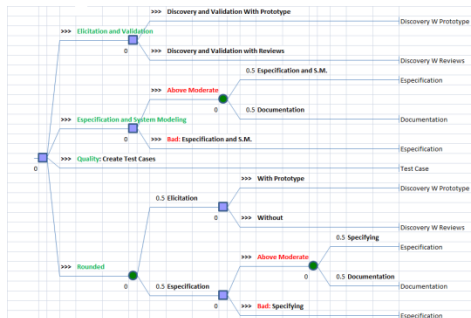 >>> Discovery and Validation With Prototype
Discovery W Prototype
>>> Elicitation and Validation
0
>>> Discovery and Validation with Reviews
Discovery W Reviews
0.5 Especification and S.M.
Especification
>>> Above Moderate
0
0.5 Documentation
Documentation
>>> Especification and System Modeling
0
>>> Bad: Especification and S.M.
Especification
>>> Quality: Create Test Cases
Test Case
0
>>> With Prototype
Discovery W Prototype
0.5 Elicitation
0
>>> Without
Discovery W Reviews
0.5 Specifying
Especification
>>> Rounded
0
>>> Above Moderate
0
0.5 Documentation
Documentation
0.5 Especification
0
>>> Bad: Specifying
Especification